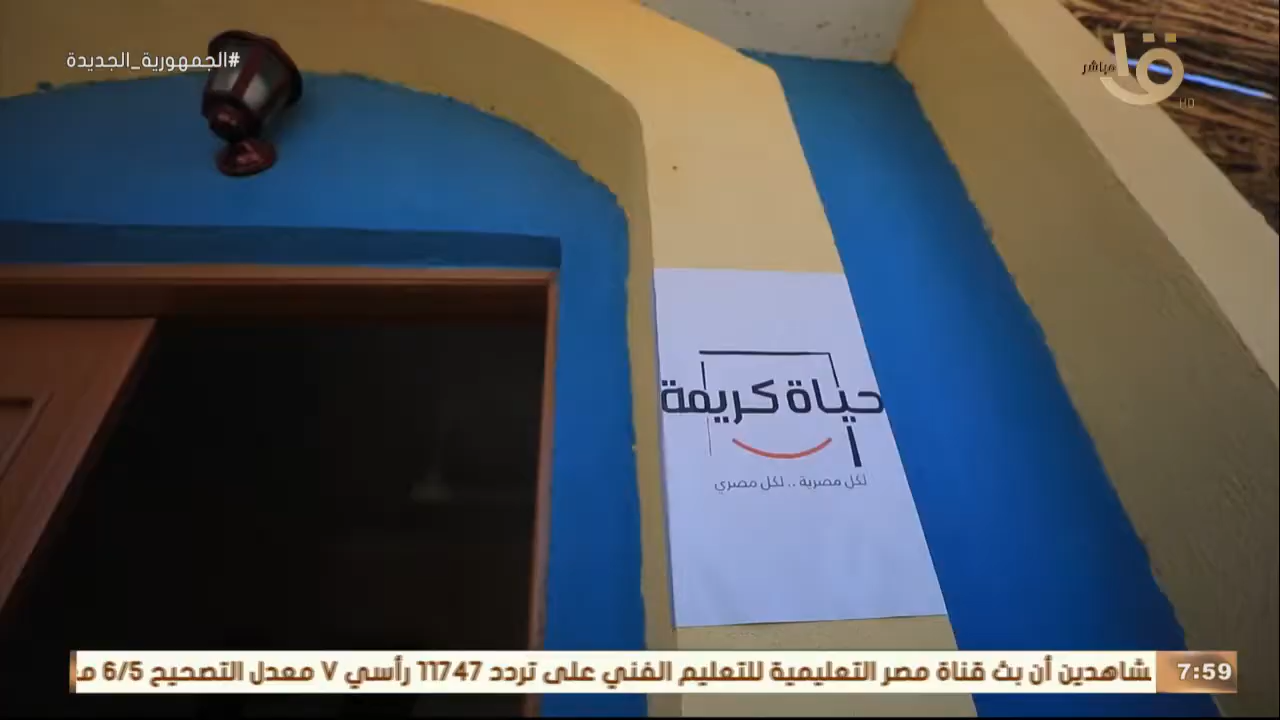 #الجمهورية_الجديدة
مباشر
HD
حياة كريمة
لكل مصرية .. لكل مصري
شاهدين أن بث قناة مصر التعليمية للتعليم الفني على تردد 11747 رأسي V معدل التصحيح 6/5
7:59